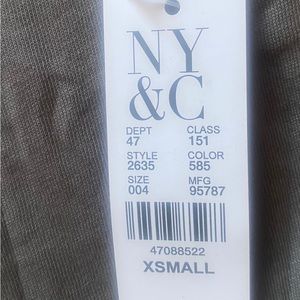 NY
&C
DEPT CLASS
47 151
STYLE COLOR
2635 585
SIZE MFG
004 95787
47088522
XSMALL